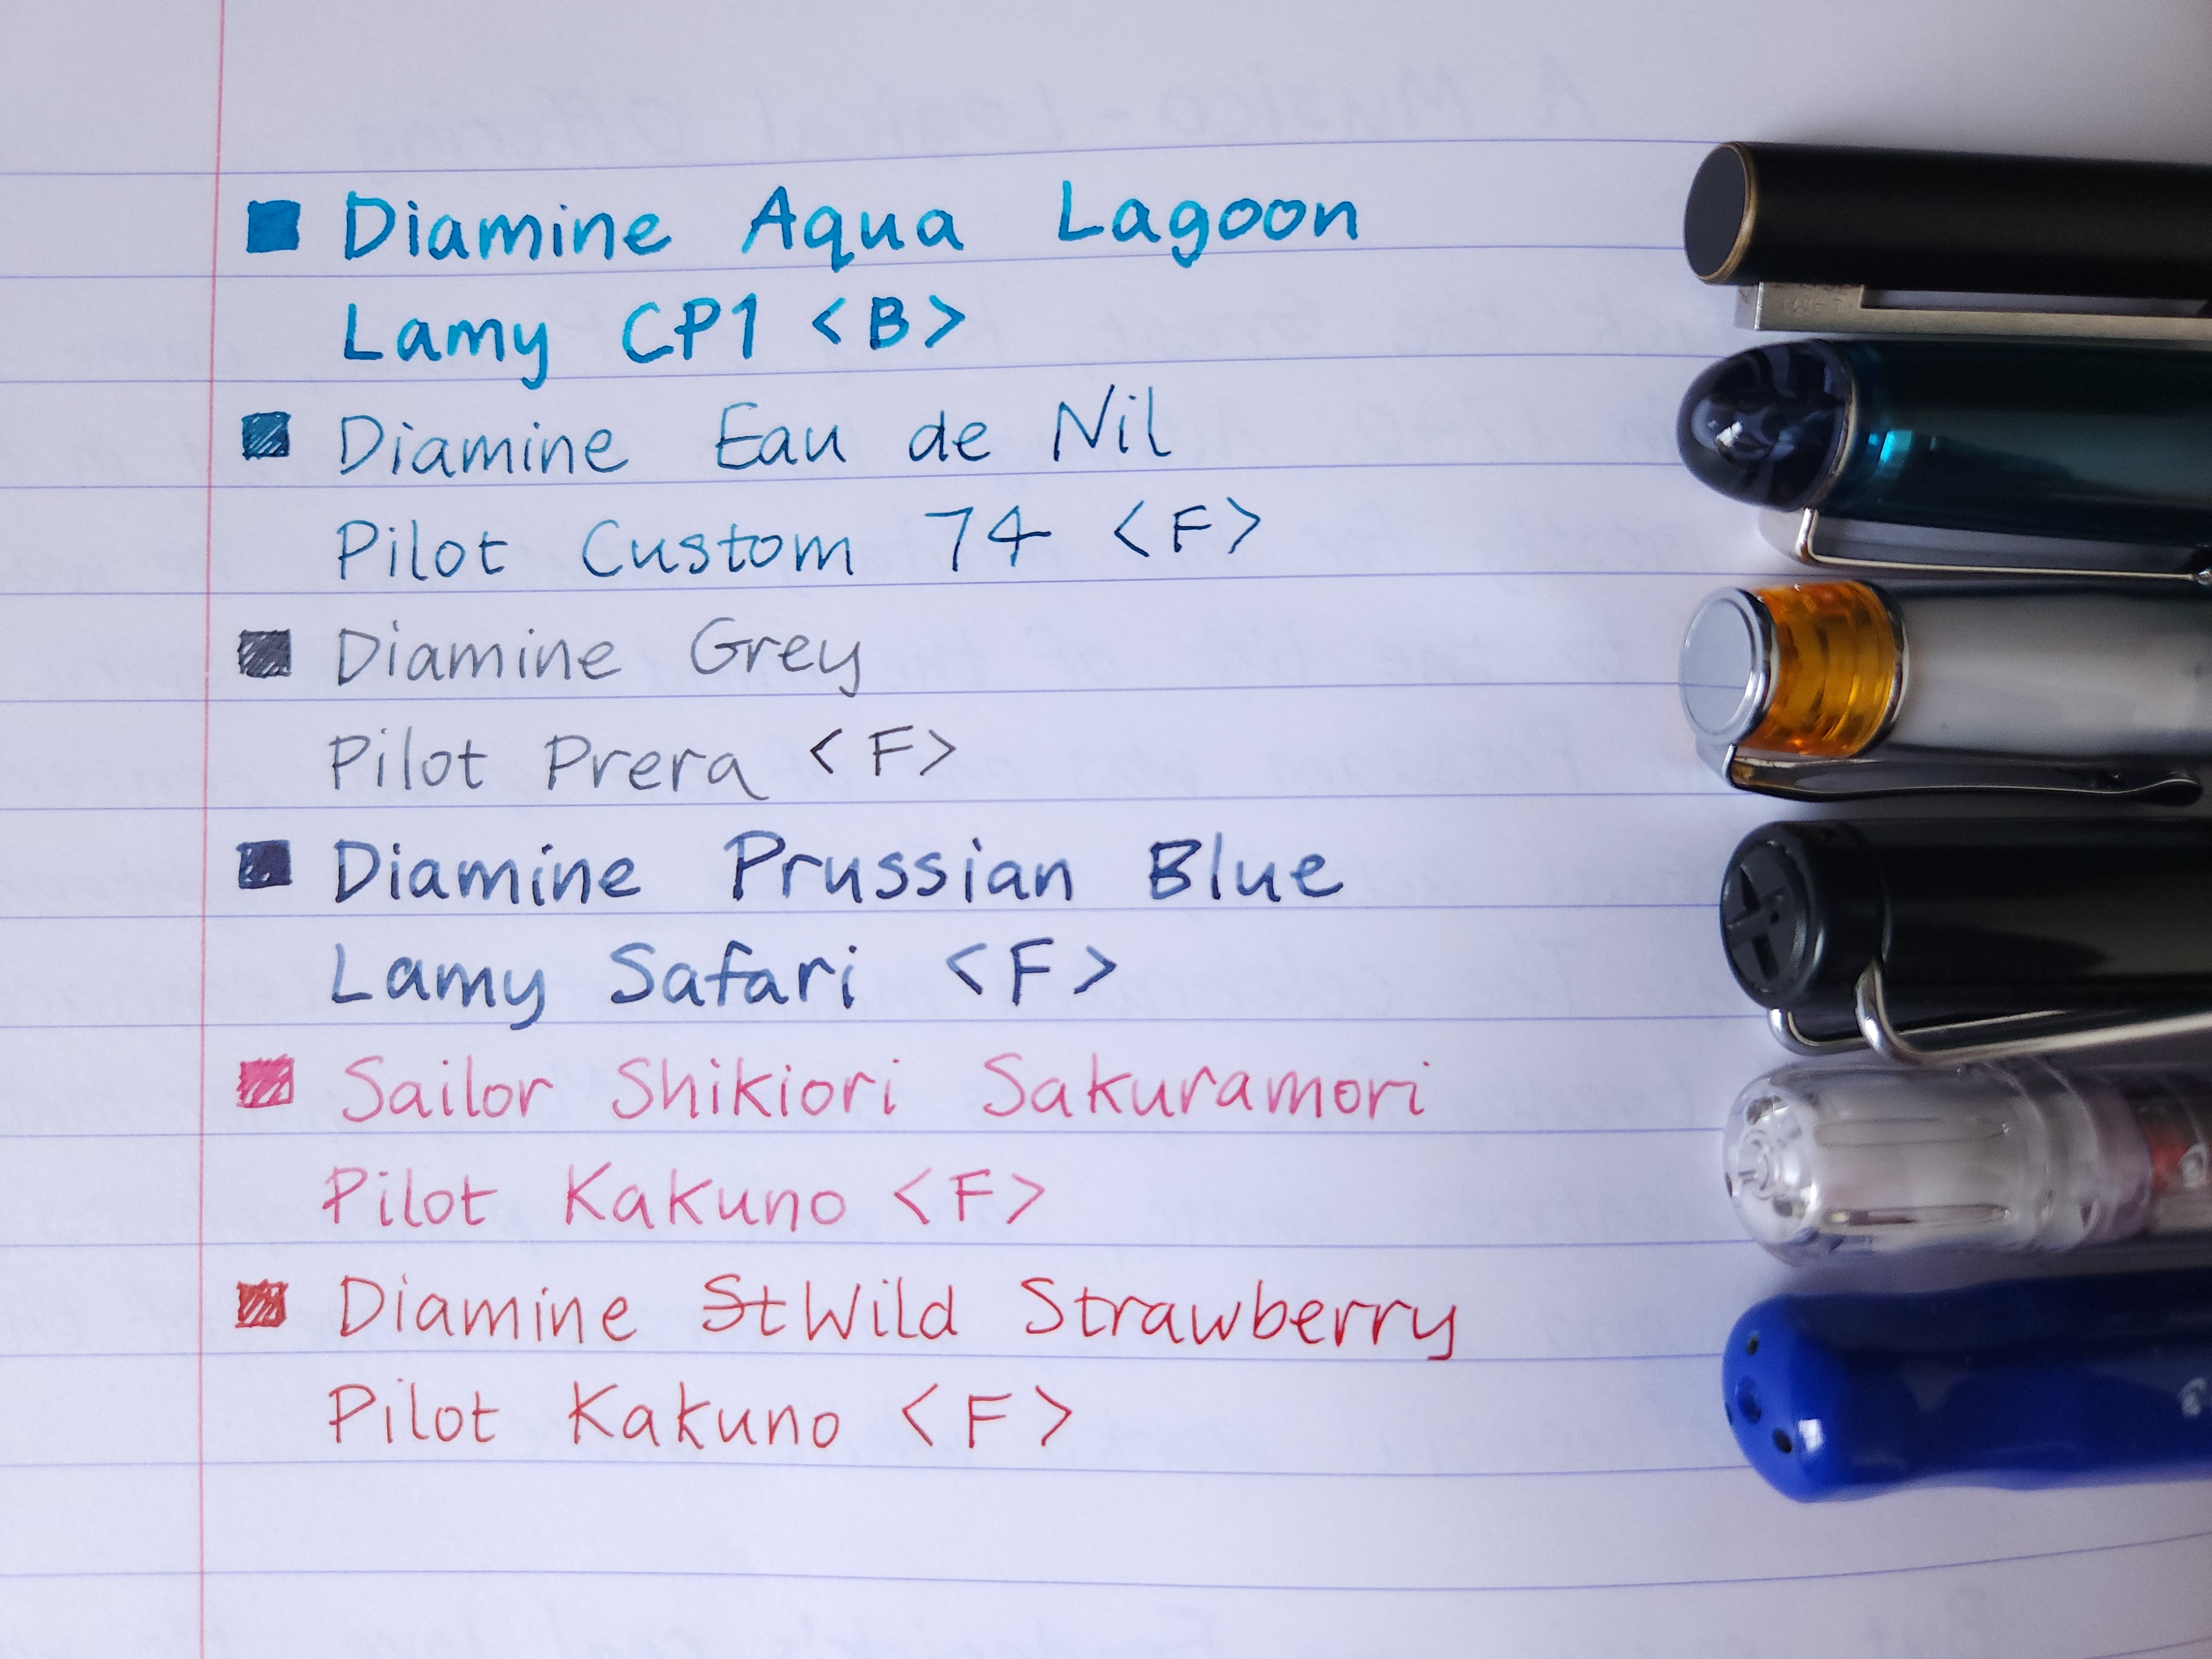 Diamine Aqua Lagoon
Lamy CP1 <B>
Diamine Eau de Nil
Pilot Custom 74 <F>
Diamine Grey
Pilot Prera <F>
Diamine Prussian Blue
Lamy Safari <F>
Sailor Shikiori Sakuramori
Pilot Kakuno <F>
Diamine St Wild Strawberry
Pilot Kakuno <F>